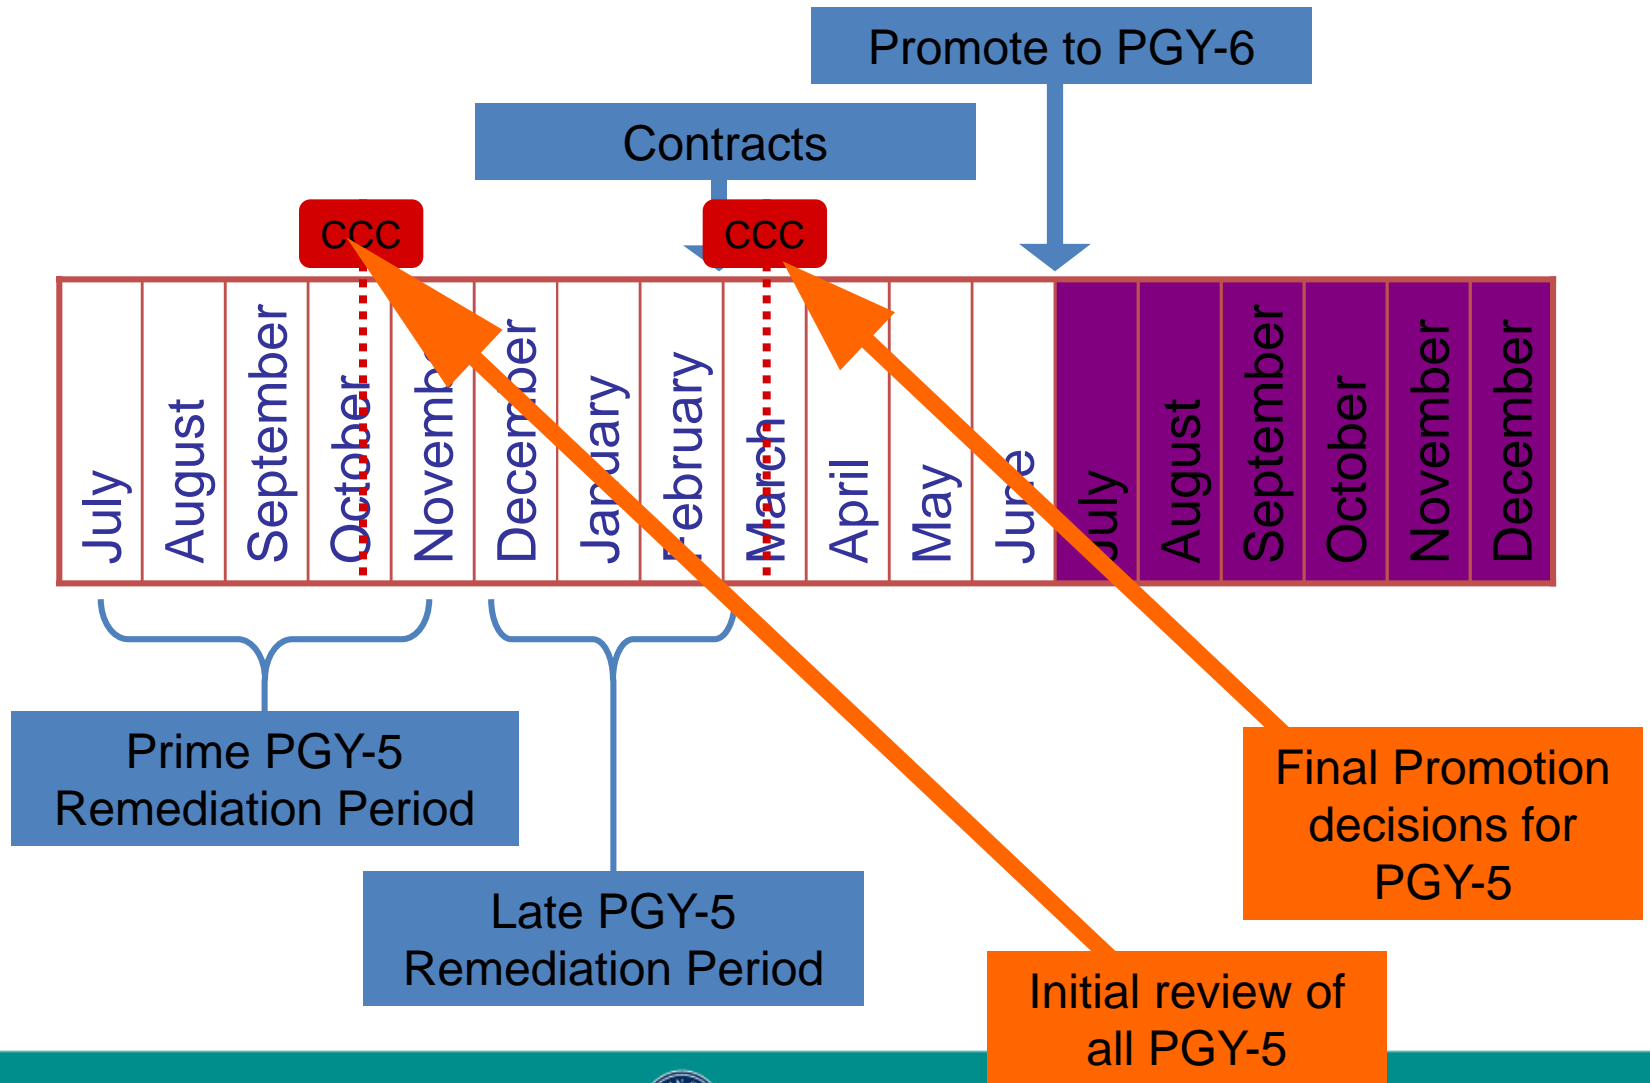 Promote to PGY-6
Contracts
CCC
CCC
July
August
September
October
November
December
January
February
March
April
May
June
July
August
September
October
November
December
Prime PGY-5
Remediation Period
Late PGY-5
Remediation Period
Final Promotion
decisions for
PGY-5
Initial review of
all PGY-5